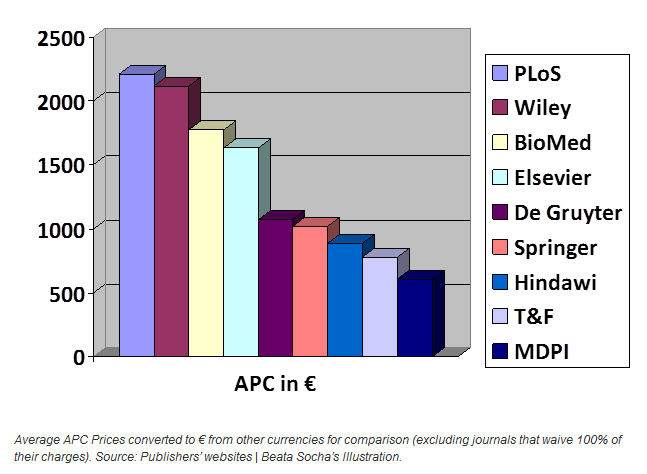 2500
2000
1500
1000
500
0
APC in €
PLoS
Wiley
BioMed
Elsevier
De Gruyter
Springer
Hindawi
T&F
MDPI
Average APC Prices converted to € from other currencies for comparison (excluding journals that waive 100% of
their charges). Source: Publishers' websites | Beata Socha's Illustration.